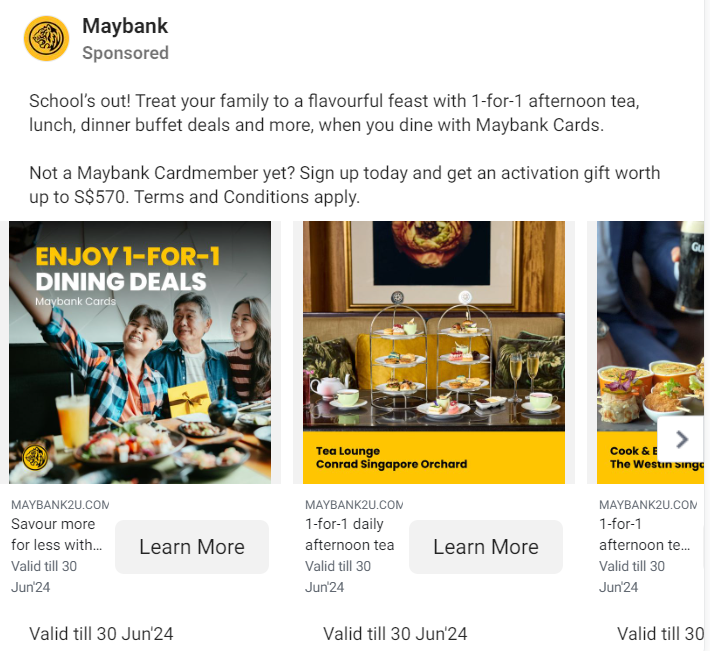 Maybank
Sponsored
School’s out! Treat your family to a flavourful feast with 1-for-1 afternoon tea,
lunch, dinner buffet deals and more, when you dine with Maybank Cards.
Not a Maybank Cardmember yet? Sign up today and get an activation gift worth
up to S$570. Terms and Conditions apply.
ENJOY 1-FOR-1
DINING DEALS
Maybank Cards
Tea Lounge
Conrad Singapore Orchard
Cook &
The Westin
MAYBANK2U.COM
Savour more
for less with...
Valid till 30
Jun'24
Learn More
MAYBANK2U.COM
1-for-1 daily
afternoon tea
Valid till 30
Jun'24
Learn More
MAYBANK2U.COM
1-for-1
afternoon te...
Valid till 30
Jun'24
Valid till 30 Jun'24
Valid till 30 Jun'24
Valid till 30